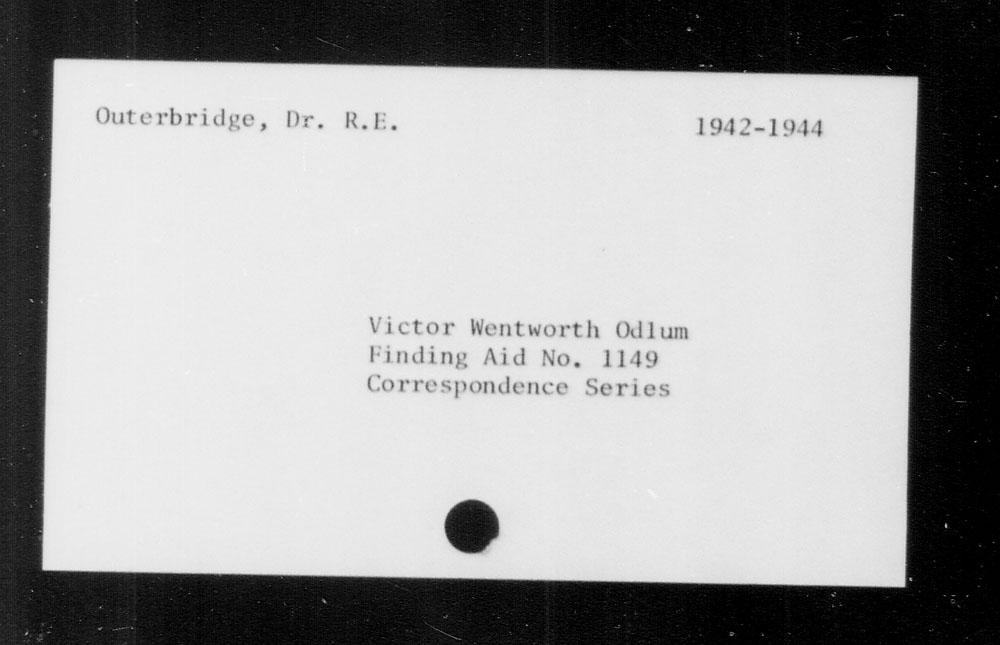 Outerbridge, Dr. R.E.
1942-1944
Victor Wentworth Odlum
Finding Aid No. 1149
Correspondence Series